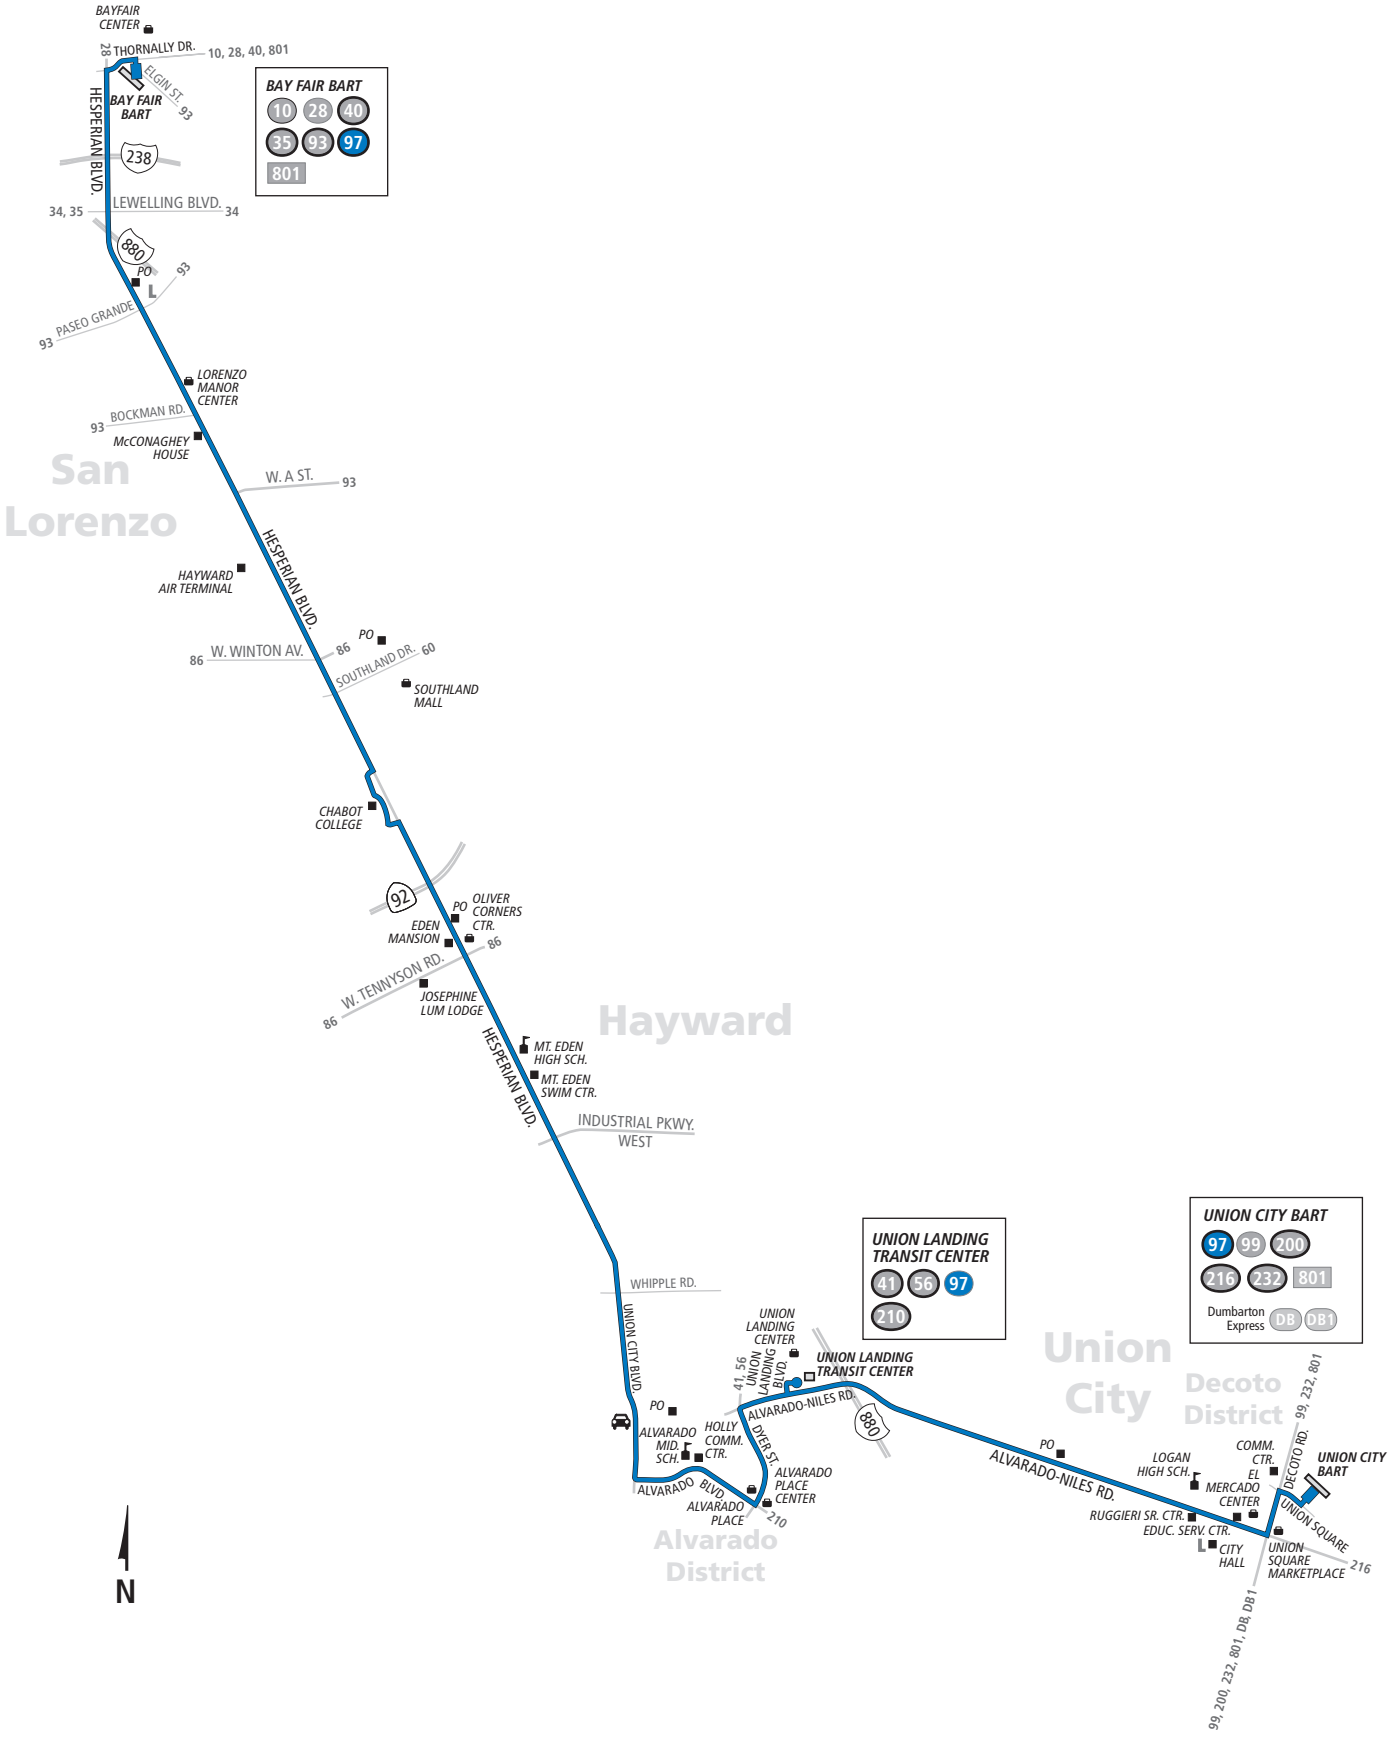 BAYFAIR
CENTER
28
THORNALLY DR.
10, 28, 40, 801
ELGIN ST.
93
BAY FAIR
BART
HESPERIAN BLVD.
238
BAY FAIR BART
10 28 40
35 93 97
801
34, 35
LEWELLING BLVD.
34
880
PO
L
93
PASEO GRANDE
93
LORENZO
MANOR
CENTER
BOCKMAN RD.
93
McCONAGHEY
HOUSE
San
Lorenzo
W. A ST.
93
HESPERIAN BLVD.
HAYWARD
AIR TERMINAL
PO
86
W. WINTON AV.
86
SOUTHLAND DR.
60
SOUTHLAND
MALL
CHABOT
COLLEGE
92
PO
OLIVER
CORNERS
CTR.
EDEN
MANSION
86
W. TENNYSON RD.
86
JOSEPHINE
LUM LODGE
Hayward
HESPERIAN BLVD.
MT. EDEN
HIGH SCH.
MT. EDEN
SWIM CTR.
INDUSTRIAL PKWY.
WEST
WHIPPLE RD.
UNION CITY BLVD.
UNION LANDING
TRANSIT CENTER
41 56 97
210
UNION CITY BART
97 99 200
216 232 801
Dumbarton
Express
DB DB1
UNION
LANDING
CENTER
41, 56
UNION
LANDING
BLVD.
UNION LANDING
TRANSIT CENTER
ALVARADO-NILES RD.
880
PO
ALVARADO
MID.
SCH.
HOLLY
COMM.
CTR.
DYER ST.
ALVARADO
BLVD.
ALVARADO
PLACE
CENTER
ALVARADO
PLACE
210
Alvarado
District
Union
City
Decoto
District
99, 232, 801
PO
ALVARADO-NILES RD.
LOGAN
HIGH SCH.
COMM.
CTR.
EL
MERCADO
CENTER
DECOTO RD.
UNION CITY
BART
UNION SQUARE
RUGGIERI SR. CTR.
EDUC. SERV. CTR.
L
CITY
HALL
UNION
SQUARE
MARKETPLACE
216
99, 200, 232, 801, DB, DB1
N